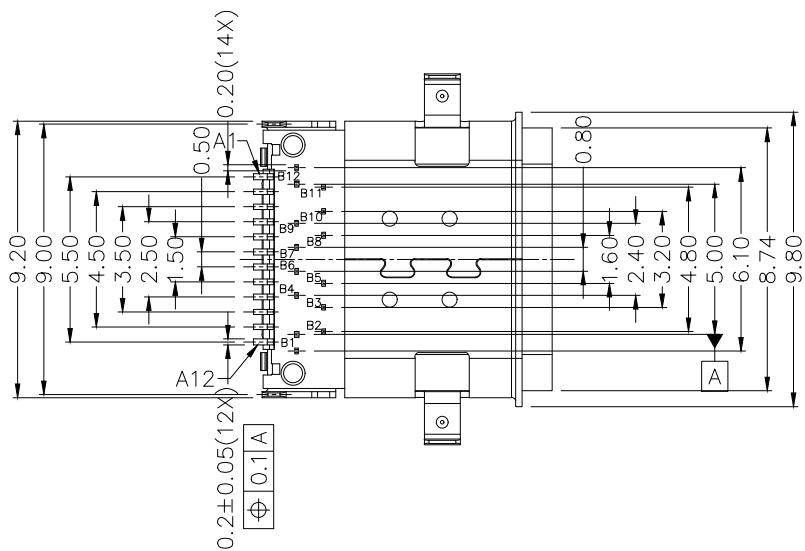 0.20(14X)
A1
0.50
0.80
9.20
9.00
5.50
4.50
3.50
2.50
1.50
B12
B11
B10
B9
B8
B7
B6
B5
B4
B3
B2
B1
1.60
2.40
3.20
4.80
5.00
6.10
8.74
9.80
A
A12
0.2±0.05(12X)
⌖ 0.1 A